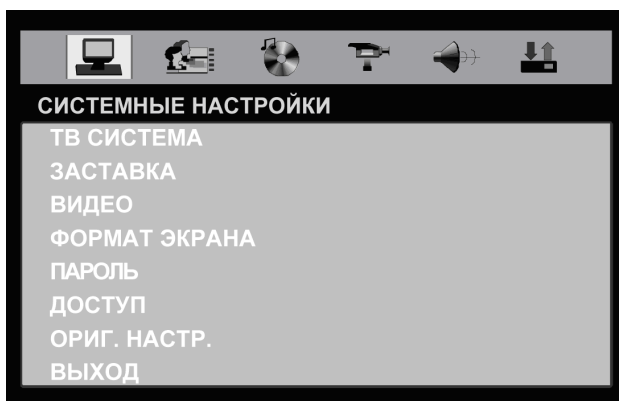 СИСТЕМНЫЕ НАСТРОЙКИ
ТВ СИСТЕМА
ЗАСТАВКА
ВИДЕО
ФОРМАТ ЭКРАНА
ПАРОЛЬ
ДОСТУП
ОРИГ. НАСТР.
ВЫХОД